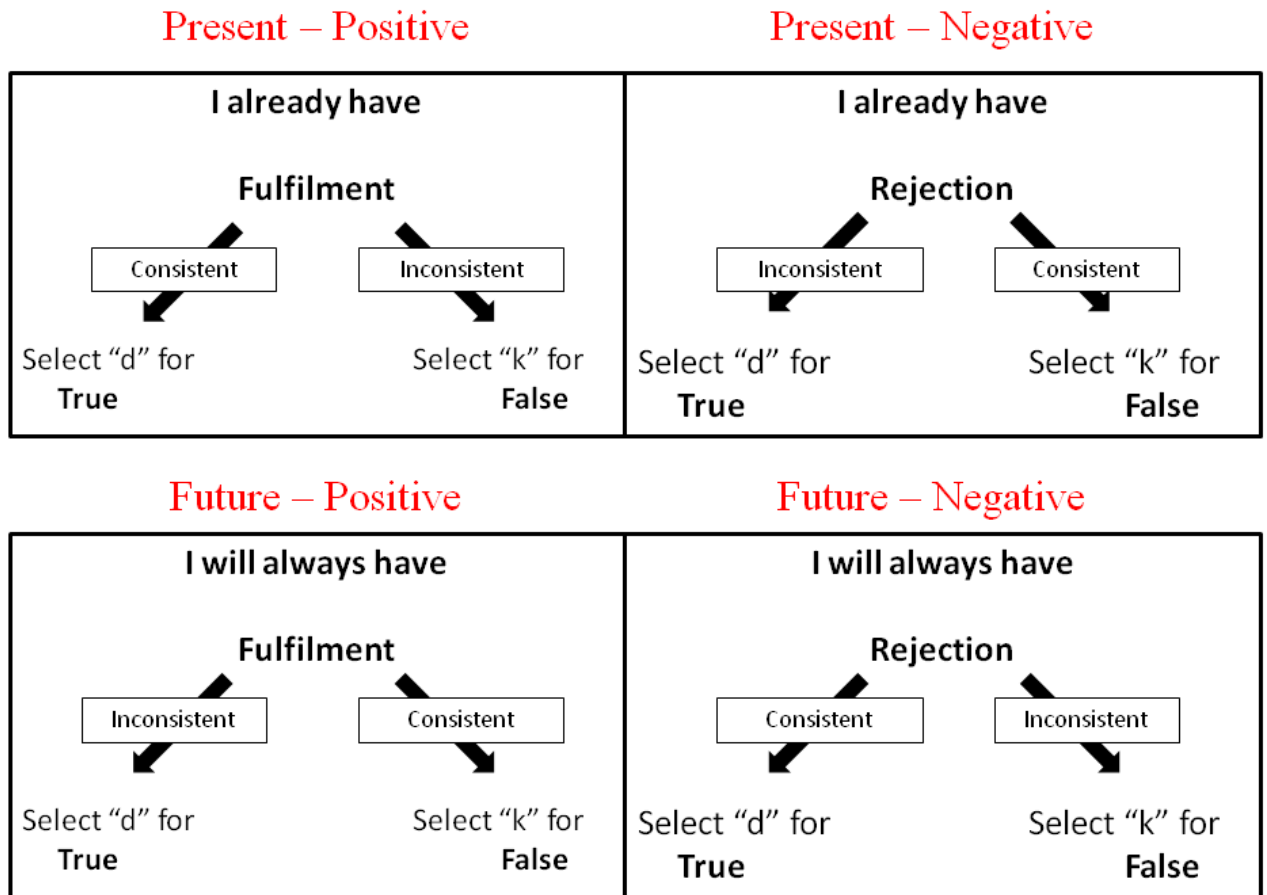 Present – Positive
Present – Negative
I already have
Fulfilment
Consistent
Inconsistent
Select “d” for
True
Select “k” for
False
I already have
Rejection
Inconsistent
Consistent
Select “d” for
True
Select “k” for
False
Future – Positive
Future – Negative
I will always have
Fulfilment
Inconsistent
Consistent
Select “d” for
True
Select “k” for
False
I will always have
Rejection
Consistent
Inconsistent
Select “d” for
True
Select “k” for
False